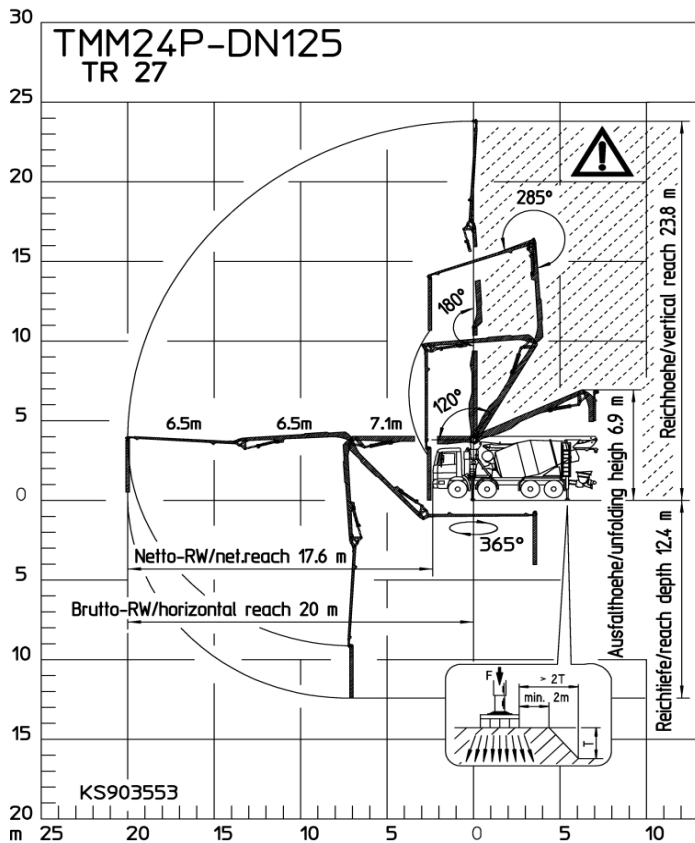 30
TMM24P-DN125
TR 27
25
20
285°
15
180°
10
120°
6.5m 6.5m 7.1m
5
0
365°
Netto-RW/net.reach 17.6 m
5
Brutto-RW/horizontal reach 20 m
10
F
> 2T
min. 2m
T
15
KS903553
20
m 25 20 15 10 5 0 5 10
Ausfalthoehe/unfolding heigh 6.9 m
Reichhoehe/vertical reach 23.8 m
Reichtiefe/reach depth 12.4 m